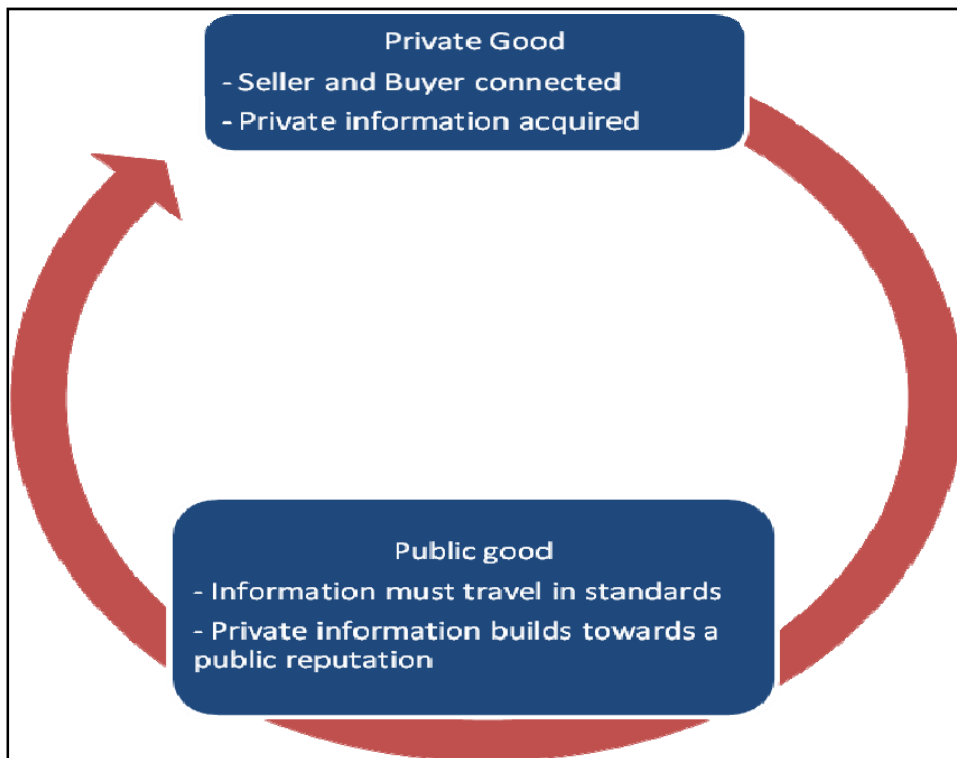 Private Good
- Seller and Buyer connected
- Private information acquired
Public good
- Information must travel in standards
- Private information builds towards a
public reputation